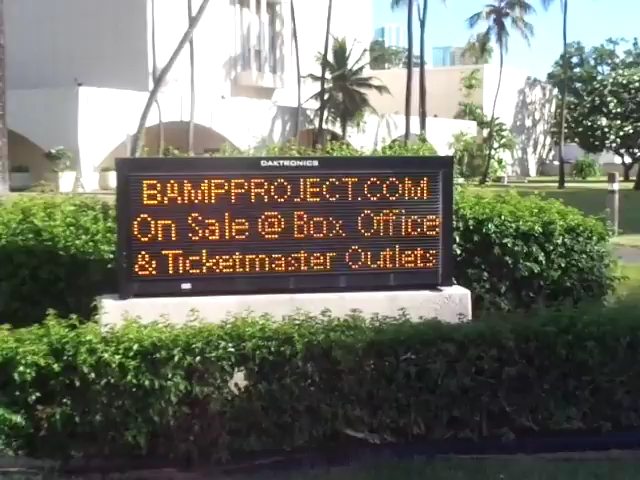 DAKTRONICS
BAMPPROJECT.COM
On Sale @ Box Office
& Ticketmaster Outlets